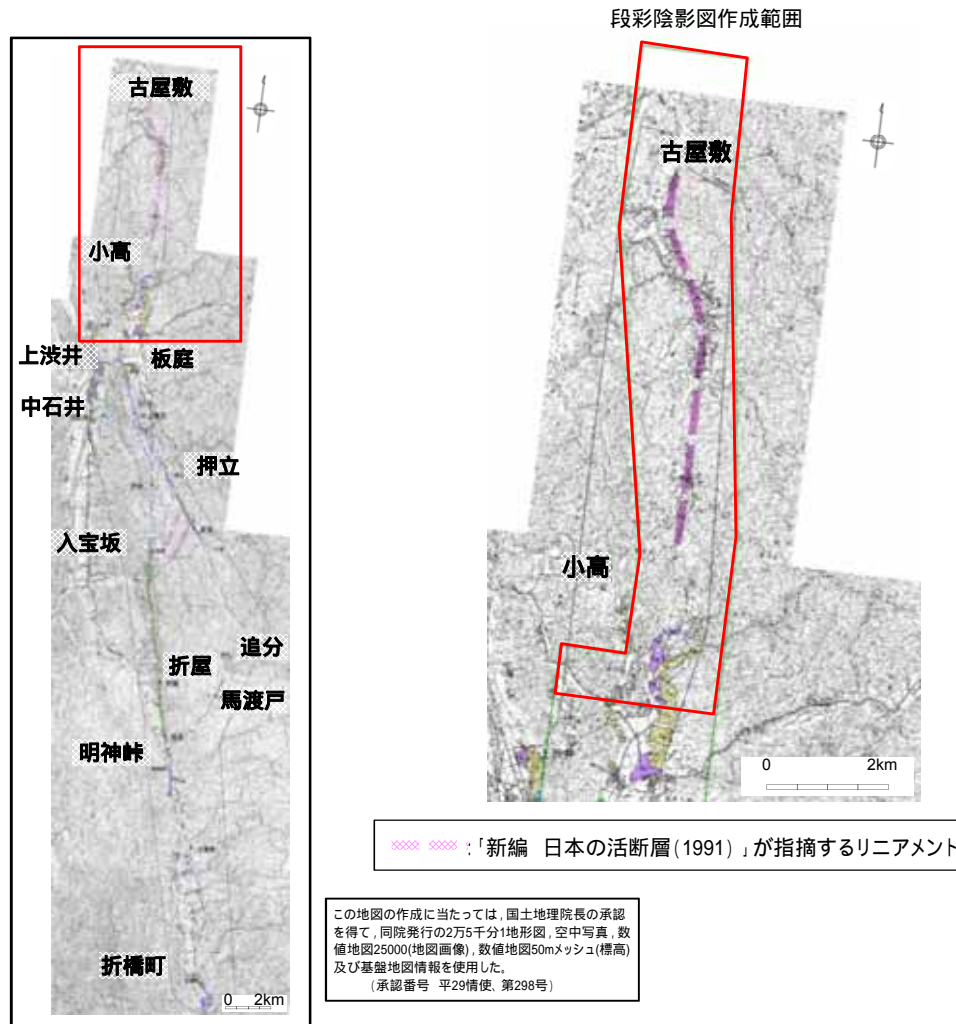 段彩陰影図作成範囲
古屋敷
小高
上渋井
板庭
中石井
押立
入宝坂
追分
折屋
馬渡戸
明神峠
折橋町
0 2km
古屋敷
小高
0 2km
:「新編 日本の活断層(1991) 」が指摘するリニアメント
この地図の作成に当たっては,国土地理院長の承認
を得て,同院発行の2万5千分1地形図,空中写真,数
値地図25000(地図画像),数値地図50mメッシュ(標高)
及び基盤地図情報を使用した。
(承認番号 平29情使、第298号)